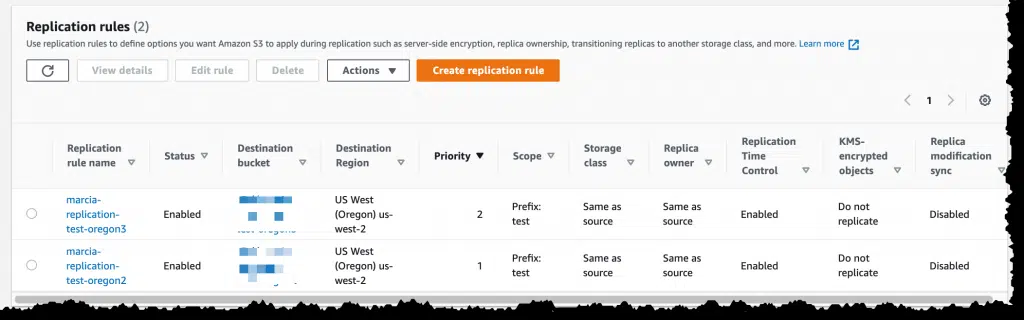 Replication rules (2)
Use replication rules to define options you want Amazon S3 to apply during replication such as server-side encryption, replica ownership, transitioning replicas to another storage class, and more. Learn more
View details Edit rule Delete Actions Create replication rule
1
Replication rule name Status Destination bucket Destination Region Priority Scope Storage class Replica owner Replication Time Control KMS-encrypted objects Replica modification sync
marcia-replication-test-oregon3 Enabled US West (Oregon) us-west-2 2 Prefix: test Same as source Same as source Enabled Do not replicate Disabled
marcia-replication-test-oregon2 Enabled US West (Oregon) us-west-2 1 Prefix: test Same as source Same as source Enabled Do not replicate Disabled